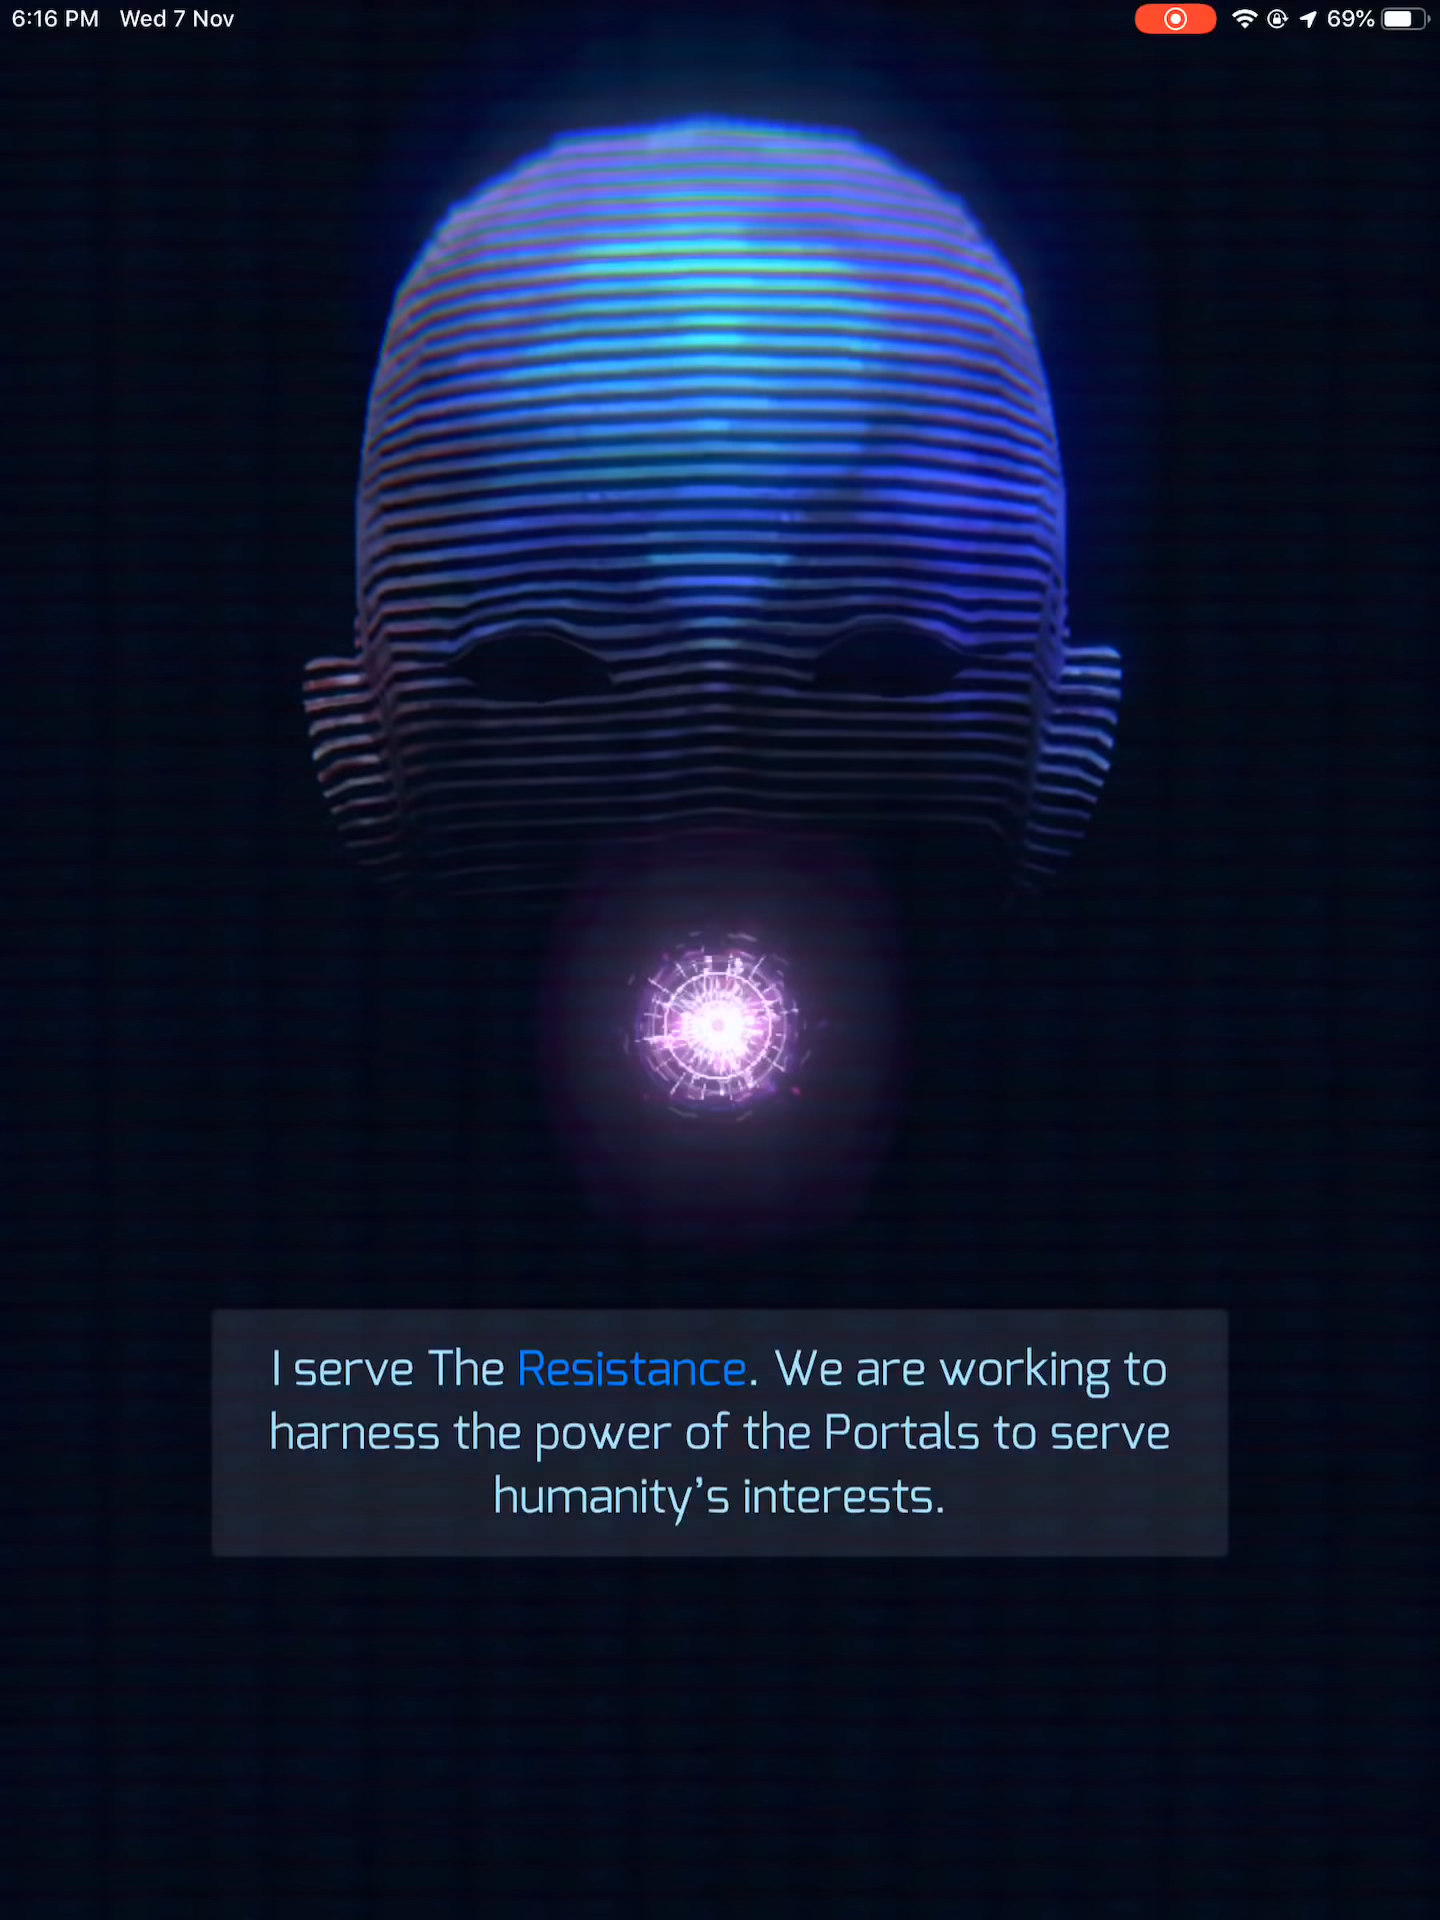 6:16 PM Wed 7 Nov 69%
I serve The Resistance. We are working to
harness the power of the Portals to serve
humanity’s interests.